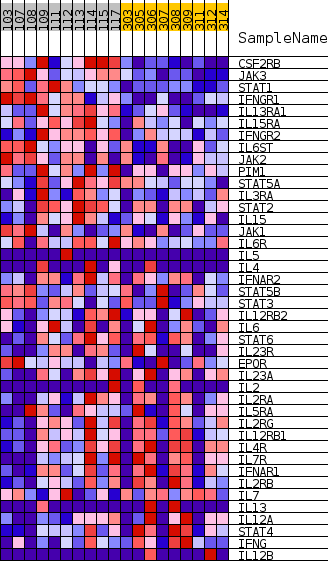 103 107 108 109 111 112 113 114 115 117 303 305 306 307 308 309 311 312 314
SampleName
CSF2RB
JAK3
STAT1
IFNGR1
IL13RA1
IL15RA
IFNGR2
IL6ST
JAK2
PIM1
STAT5A
IL3RA
STAT2
IL15
JAK1
IL6R
IL5
IL4
IFNAR2
STAT5B
STAT3
IL12RB2
IL6
STAT6
IL23R
EPOR
IL23A
IL2
IL2RA
IL5RA
IL2RG
IL12RB1
IL4R
IL7R
IFNAR1
IL2RB
IL7
IL13
IL12A
STAT4
IFNG
IL12B